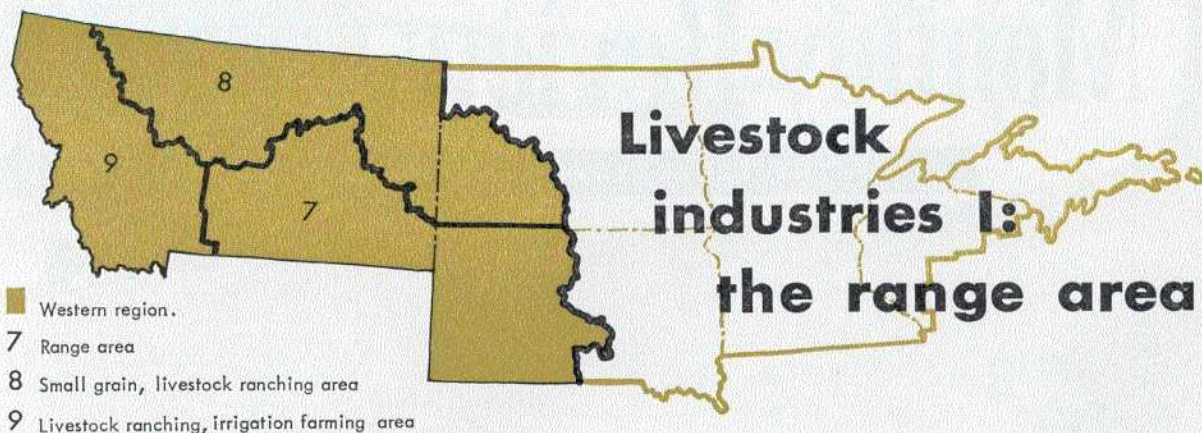 8
9
7
Livestock
industries I:
the range area
Western region.
7 Range area
8 Small grain, livestock ranching area
9 Livestock ranching, irrigation farming area